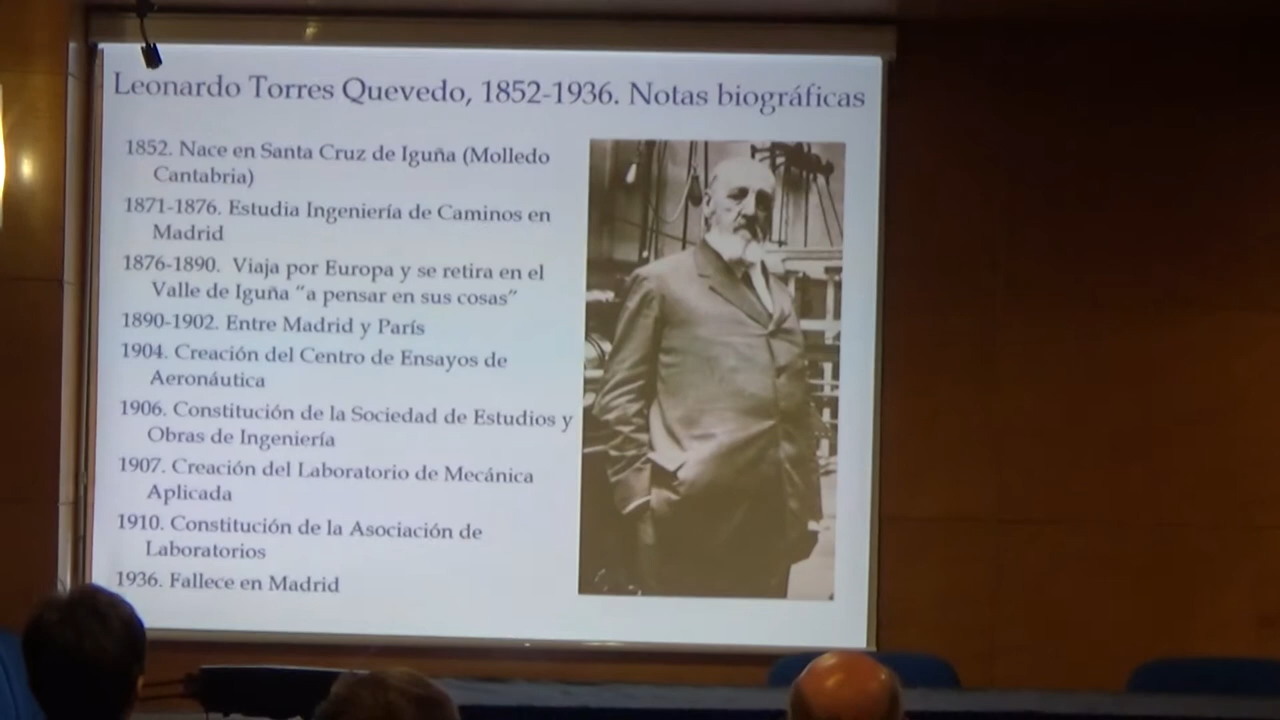 Leonardo Torres Quevedo, 1852-1936. Notas biográficas
1852. Nace en Santa Cruz de Iguña (Molledo
Cantabria)
1871-1876. Estudia Ingeniería de Caminos en
Madrid
1876-1890. Viaja por Europa y se retira en el
Valle de Iguña “a pensar en sus cosas”
1890-1902. Entre Madrid y París
1904. Creación del Centro de Ensayos de
Aeronáutica
1906. Constitución de la Sociedad de Estudios y
Obras de Ingeniería
1907. Creación del Laboratorio de Mecánica
Aplicada
1910. Constitución de la Asociación de
Laboratorios
1936. Fallece en Madrid